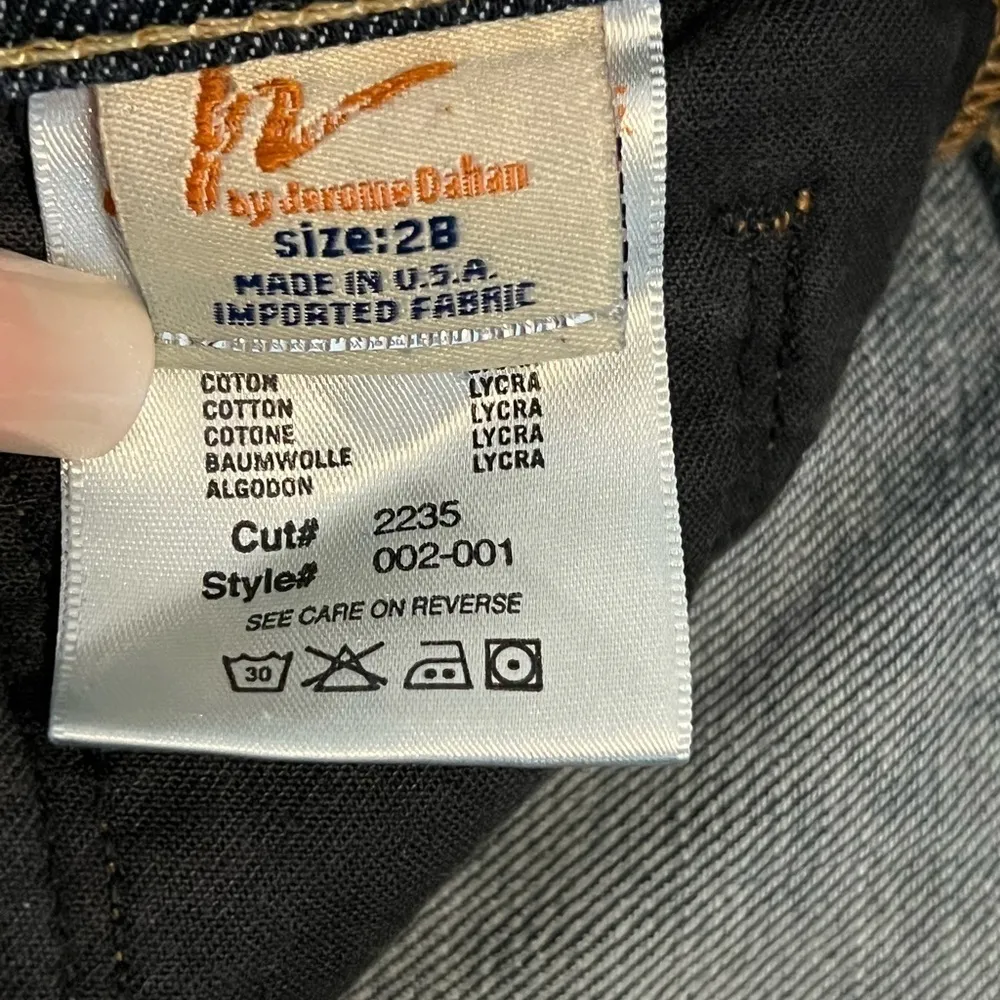 by Jerome Dahan
size:28
MADE IN U.S.A.
IMPORTED FABRIC
COTON LYCRA
COTTON LYCRA
COTONE LYCRA
BAUMWOLLE LYCRA
ALGODON
Cut# 2235
Style# 002-001
SEE CARE ON REVERSE
30